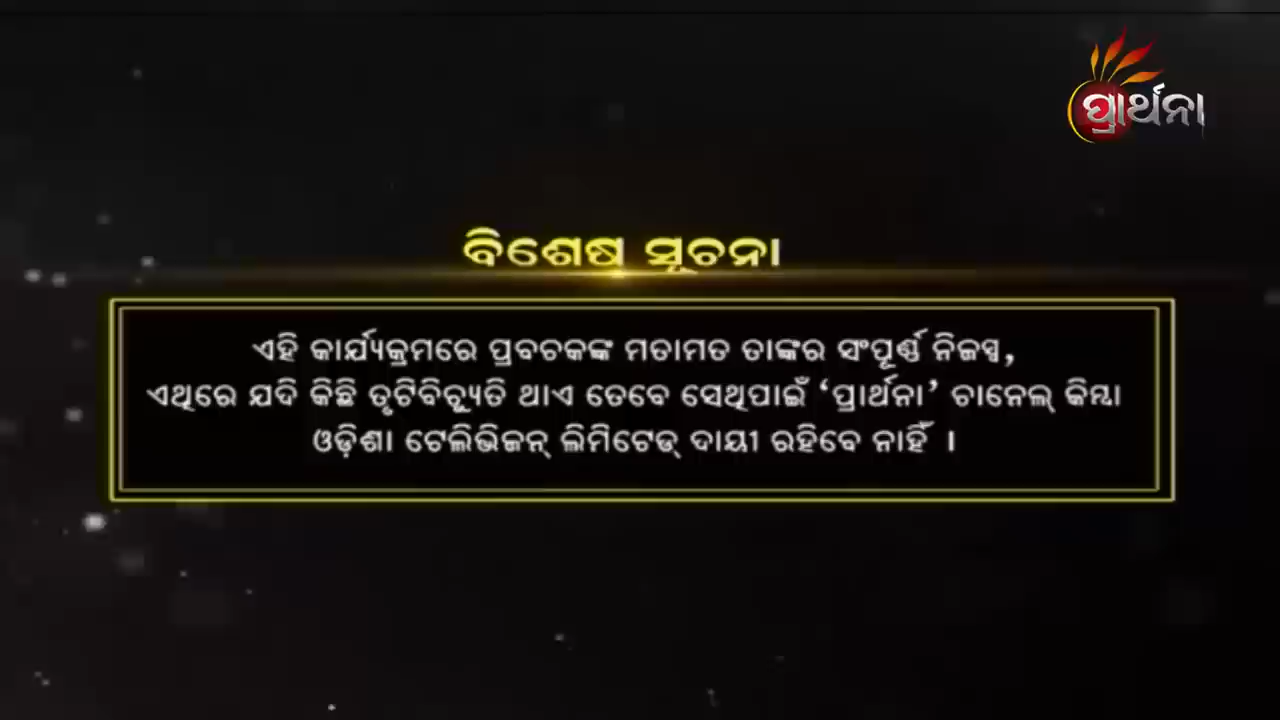 ପ୍ରାର୍ଥନା
ବିଶେଷ ସୂଚନା
ଏହି କାର୍ଯ୍ୟକ୍ରମରେ ପ୍ରବଚକଙ୍କ ମତାମତ ତାଙ୍କର ସଂପୂର୍ଣ୍ଣ ନିଜସ୍ୱ,
ଏଥିରେ ଯଦି କିଛି ତୃଟିବିଚ୍ୟୁତି ଥାଏ ତେବେ ସେଥିପାଇଁ ‘ପ୍ରାର୍ଥନା’ ଚାନେଲ୍ କିମ୍ବା
ଓଡ଼ିଶା ଟେଲିଭିଜନ୍ ଲିମିଟେଡ୍ ଦାୟୀ ରହିବେ ନାହିଁ ।